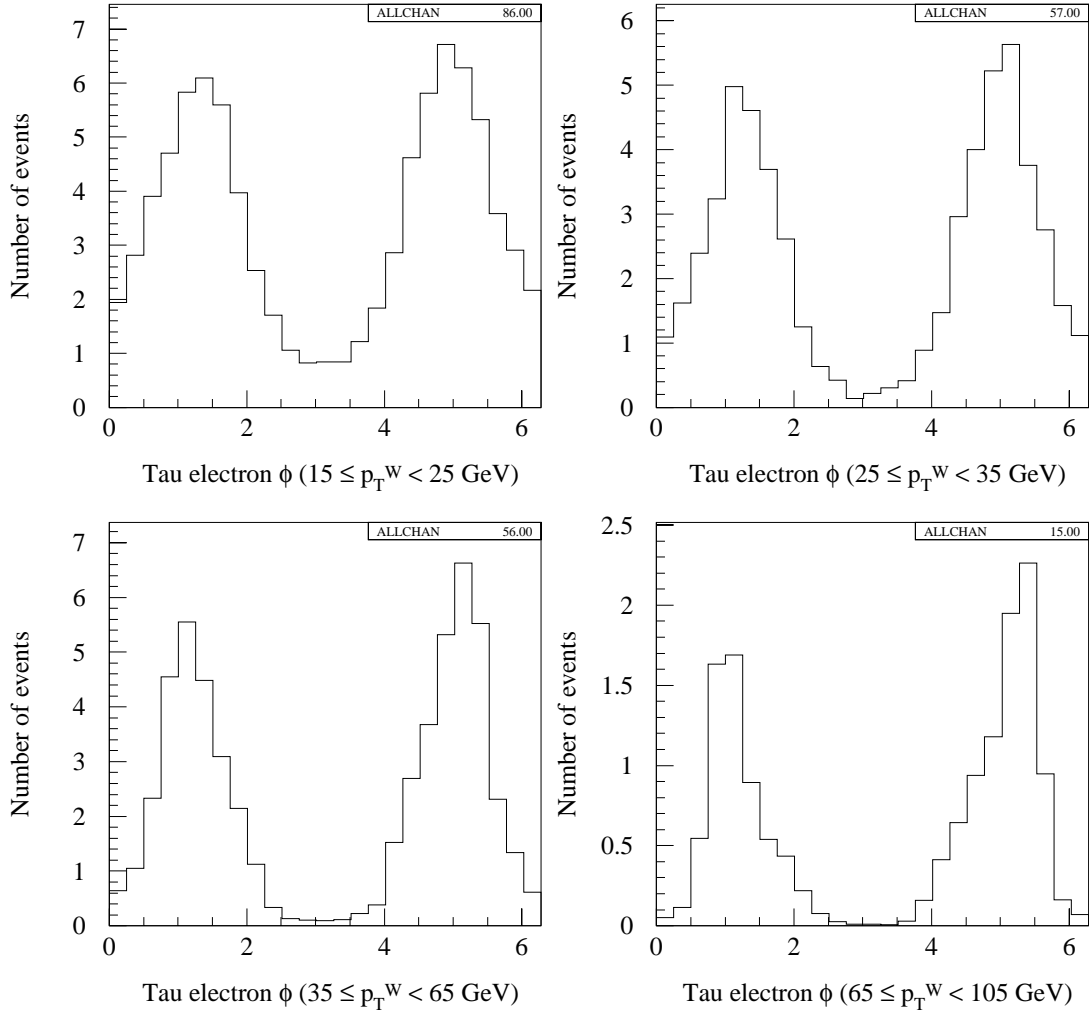 ALLCHAN 86.00
Number of events
7
6
5
4
3
2
1
0
0 2 4 6
Tau electron ϕ (15 ≤ p_T^W < 25 GeV)
ALLCHAN 57.00
Number of events
6
5
4
3
2
1
0
0 2 4 6
Tau electron ϕ (25 ≤ p_T^W < 35 GeV)
ALLCHAN 56.00
Number of events
7
6
5
4
3
2
1
0
0 2 4 6
Tau electron ϕ (35 ≤ p_T^W < 65 GeV)
ALLCHAN 15.00
Number of events
2.5
2
1.5
1
0.5
0
0 2 4 6
Tau electron ϕ (65 ≤ p_T^W < 105 GeV)